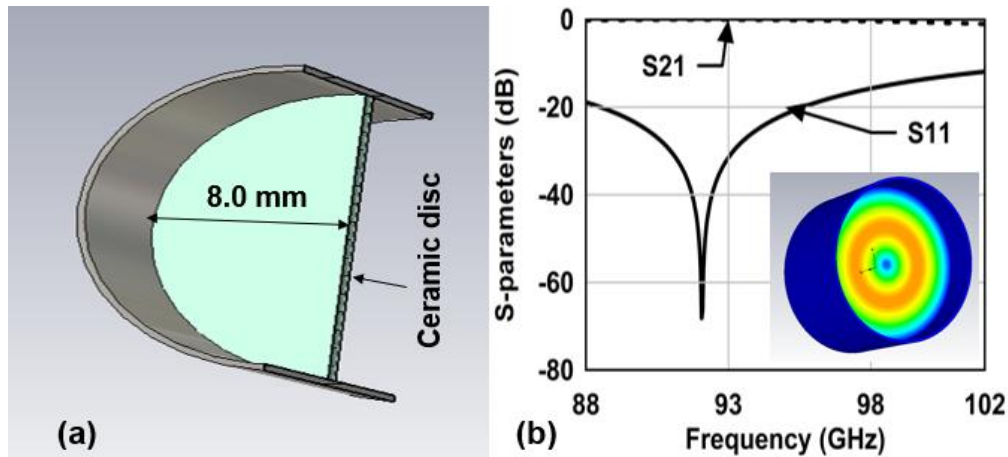 8.0 mm
Ceramic disc
(a)
0
-20
-40
-60
-80
S-parameters (dB)
S21
S11
88
93
98
102
Frequency (GHz)
(b)